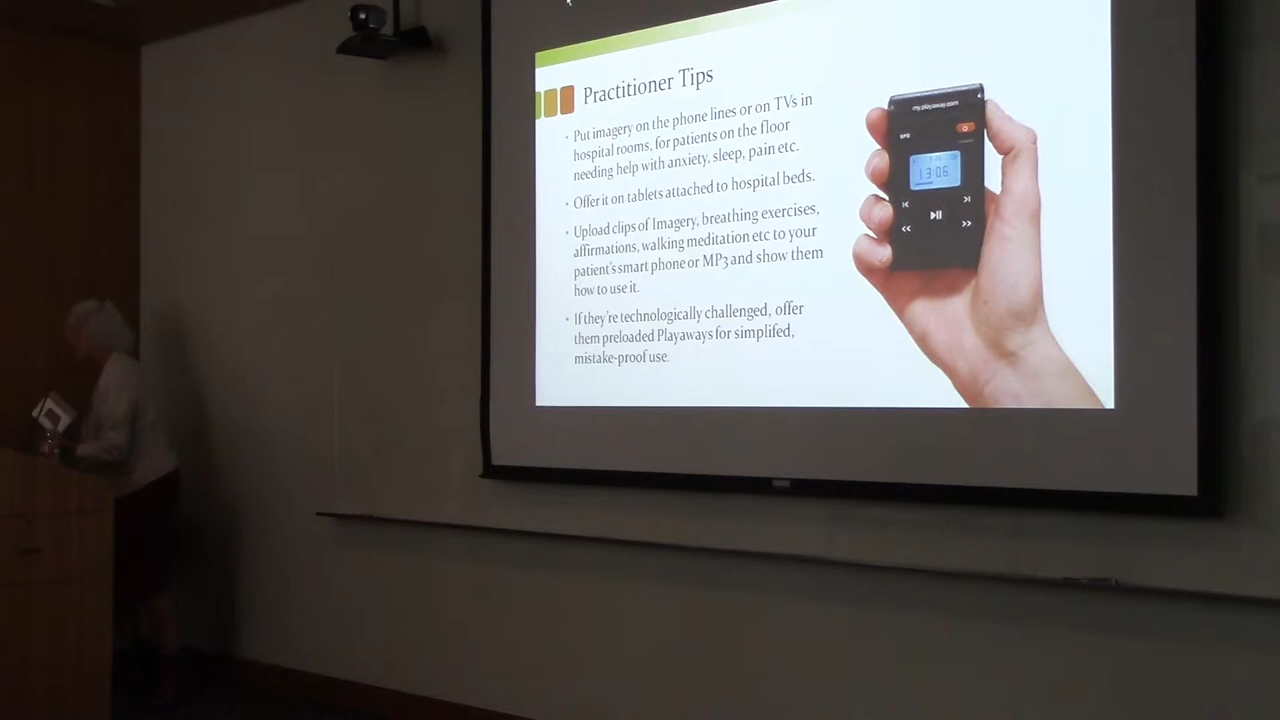 Practitioner Tips
• Put imagery on the phone lines or on TVs in
hospital rooms, for patients on the floor
needing help with anxiety, sleep, pain etc.
• Offer it on tablets attached to hospital beds.
• Upload clips of Imagery, breathing exercises,
affirmations, walking meditation etc to your
patient's smart phone or MP3 and show them
how to use it.
• If they're technologically challenged, offer
them preloaded Playaways for simplifed,
mistake-proof use.
my.playaway.com
13:06